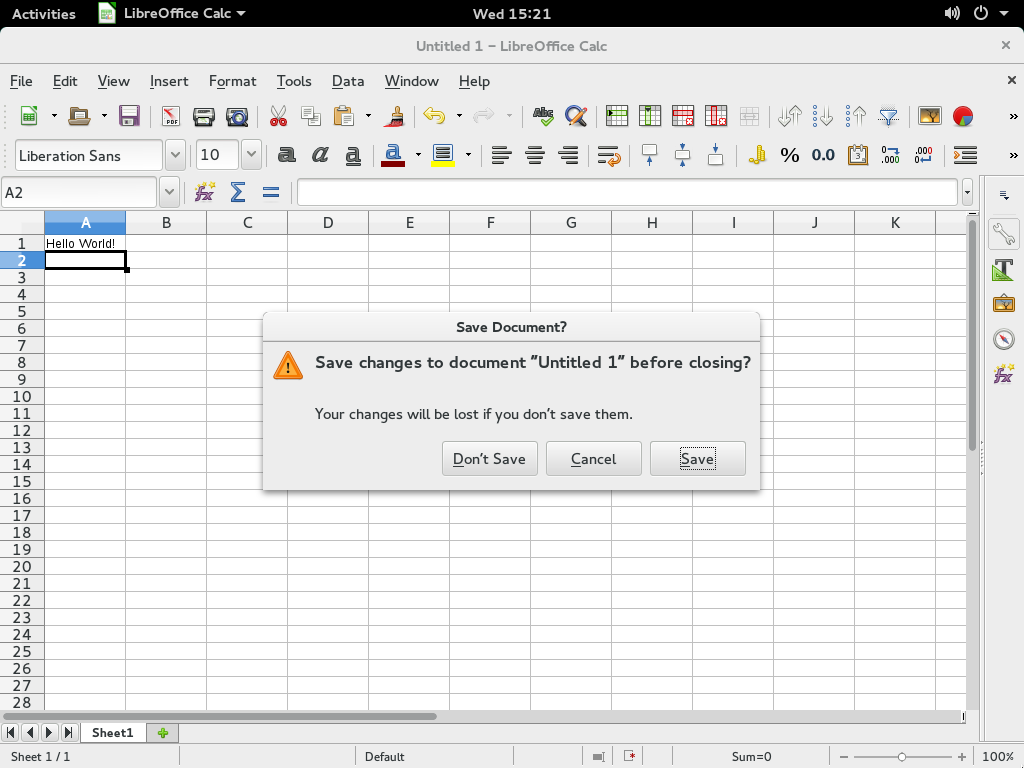 Activities LibreOffice Calc Wed 15:21
Untitled 1 - LibreOffice Calc
File Edit View Insert Format Tools Data Window Help
Liberation Sans 10 a a a a % 0.0
A2
A B C D E F G H I J K
1 Hello World!
2
3
4
5
6
7
8
9
10
11
12
13
14
15
16
17
18
19
20
21
22
23
24
25
26
27
28
Save Document?
Save changes to document “Untitled 1” before closing?
Your changes will be lost if you don’t save them.
Don’t Save Cancel Save
Sheet1
Sheet 1 / 1 Default Sum=0 100%